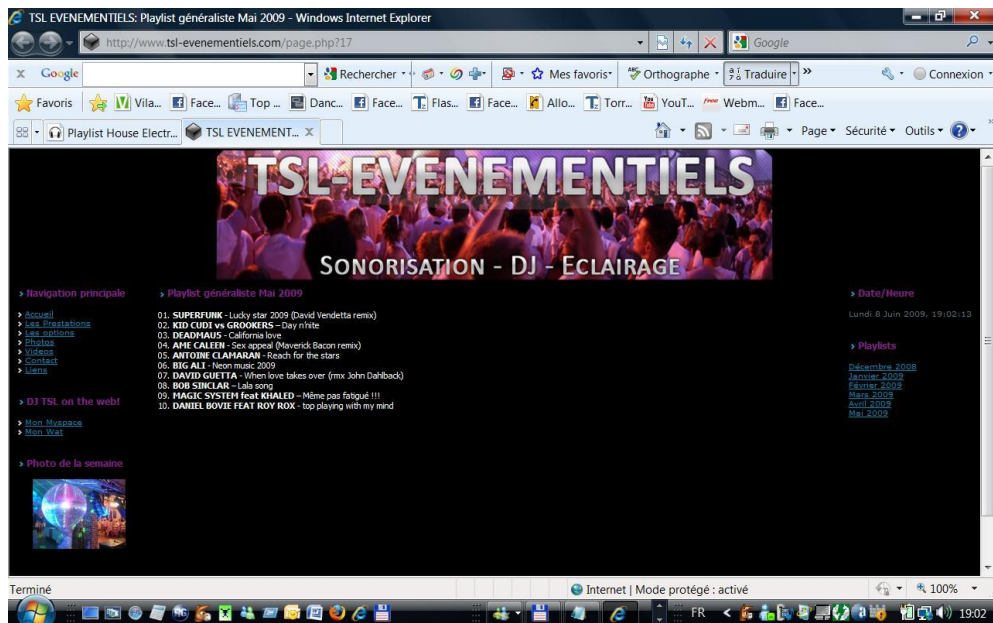 TSL EVENEMENTIELS: Playlist généraliste Mai 2009 - Windows Internet Explorer
http://www.tsl-evenementiels.com/page.php?17
Google
X Google Rechercher Mes favoris Orthographe Traduire » Connexion
Favoris Vila... Face... Top ... Danc... Face... Flas... Face... Allo... Torr... YouT... Webm... Face...
Playlist House Electr... TSL EVENEMENT... X Page Sécurité Outils »
TSL-EVENEMENTIELS
SONORISATION - DJ - ECLAIRAGE
Navigation principale
Accueil
Les Prestations
Les options
Photos
Videos
Contact
Liens
DJ TSL on the web!
Mon Myspace
Mon Wat
Photo de la semaine
Playlist généraliste Mai 2009
01. SUPERFUNK - Lucky star 2009 (David Vendetta remix)
02. KID CUDI vs GROOKERS – Day n'nite
03. DEADMAU5 - California love
04. AME CALEEN - Sex appeal (Maverick Bacon remix)
05. ANTOINE CLAMARAN - Reach for the stars
06. BIG ALI - Neon music 2009
07. DAVID GUETTA - When love takes over (rmx John Dahlback)
08. BOB SINCLAR – Lala song
09. MAGIC SYSTEM feat KHALED – Même pas fatigué !!!
10. DANIEL BOVIE FEAT ROY ROX - top playing with my mind
Date/Heure
Lundi 8 Juin 2009, 19:02:13
Playlists
Décembre 2008
Janvier 2009
Février 2009
Mars 2009
Avril 2009
Mai 2009
Terminé Internet | Mode protégé : activé 100%
FR < 19:02